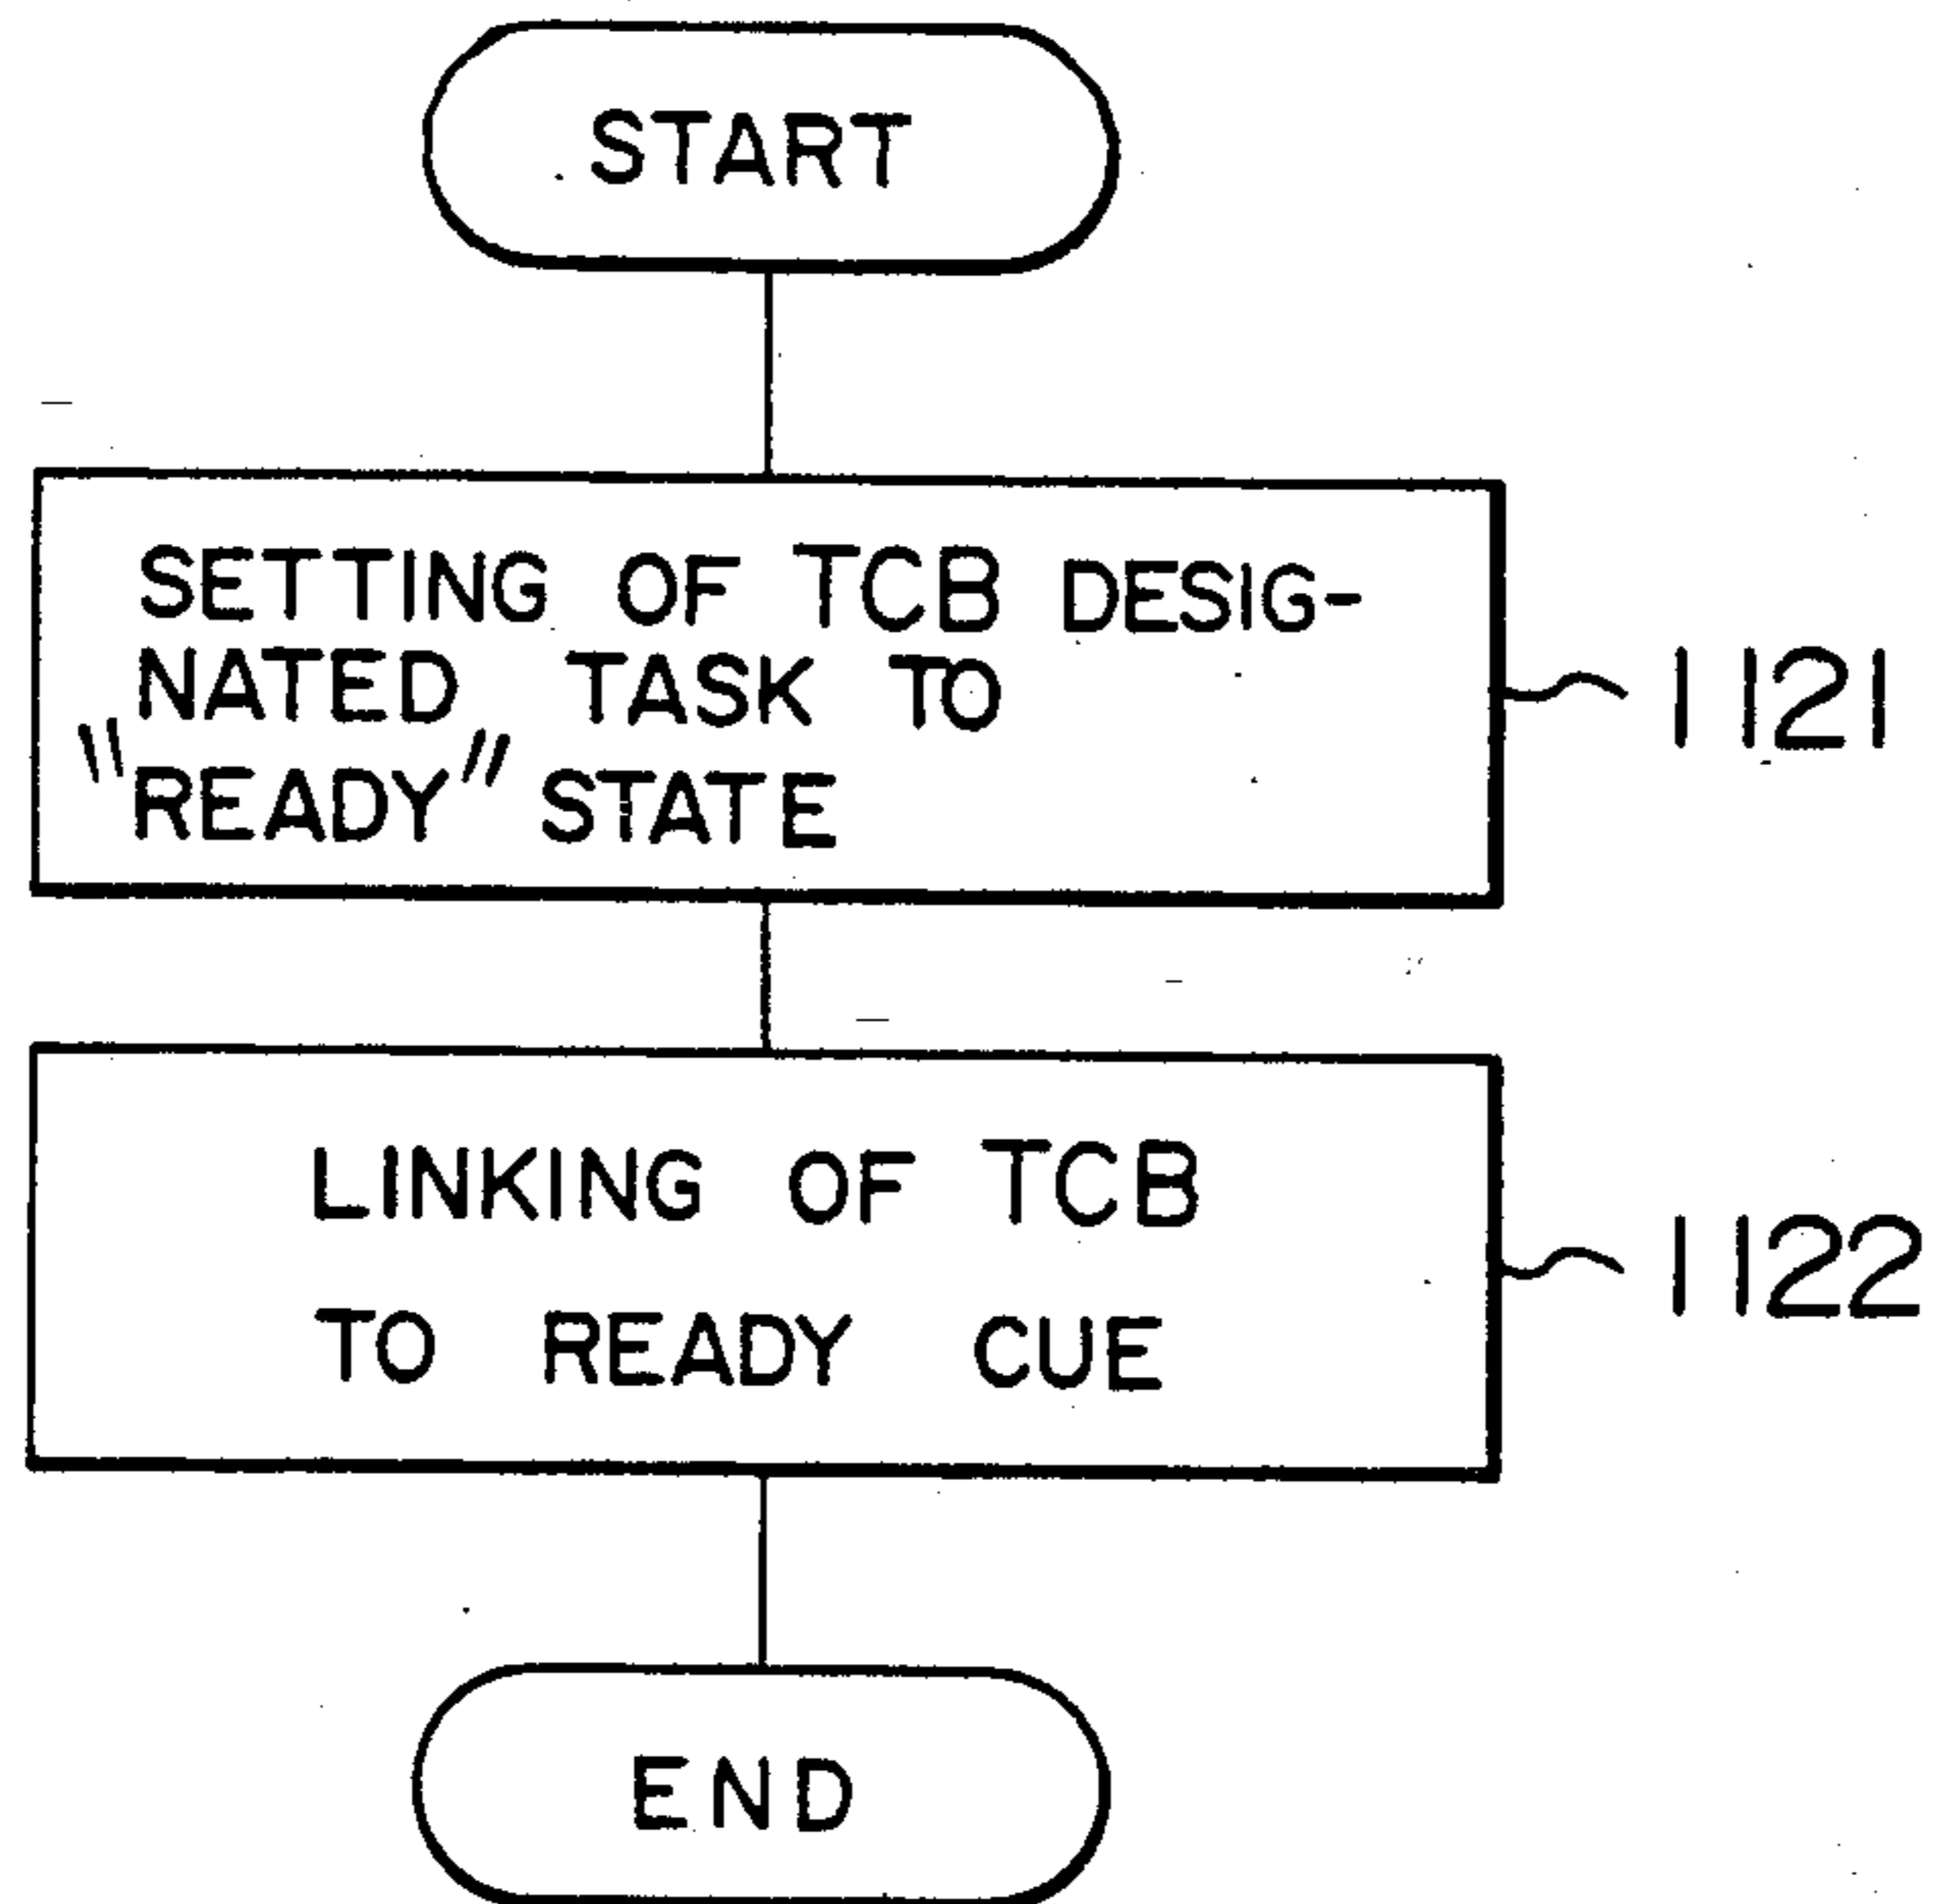 START
SETTING OF TCB DESIG-
NATED TASK TO
"READY" STATE
1121
LINKING OF TCB
TO READY CUE
1122
END